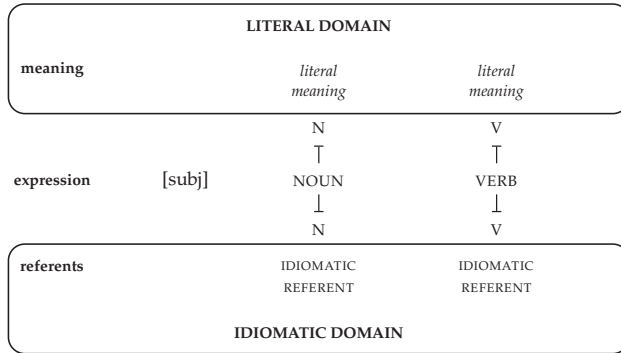 LITERAL DOMAIN
meaning literal literal
meaning meaning
N V
expression [subj] NOUN VERB
N V
referents IDIOMATIC IDIOMATIC
REFERENT REFERENT
IDIOMATIC DOMAIN